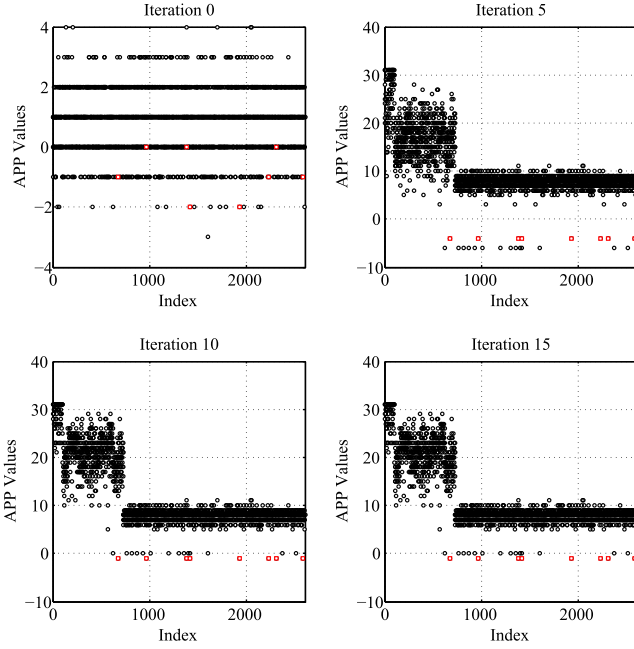 Iteration 0
4
2
0
−2
−4
APP Values
0
1000
2000
Index
Iteration 5
40
30
20
10
0
−10
APP Values
0
1000
2000
Index
Iteration 10
40
30
20
10
0
−10
APP Values
0
1000
2000
Index
Iteration 15
40
30
20
10
0
−10
APP Values
0
1000
2000
Index